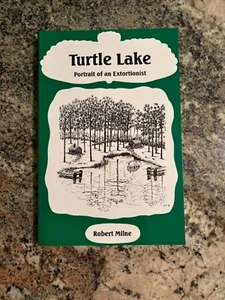 Turtle Lake
Portrait of an Extortionist
Robert Milne